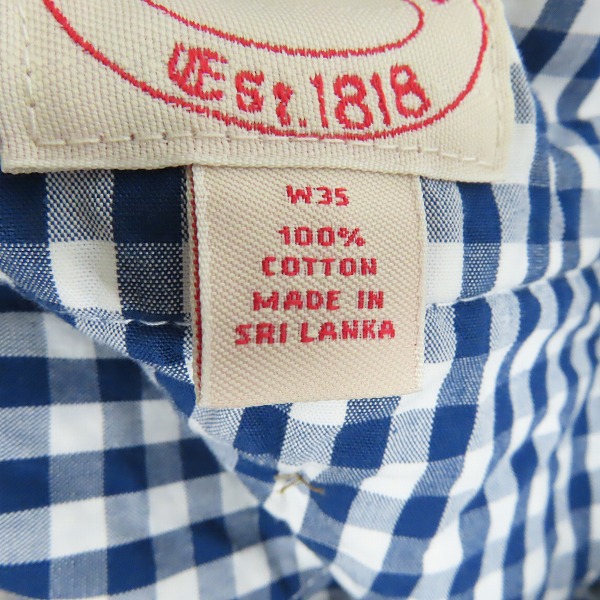 Est. 1818
W35
100%
COTTON
MADE IN
SRI LANKA